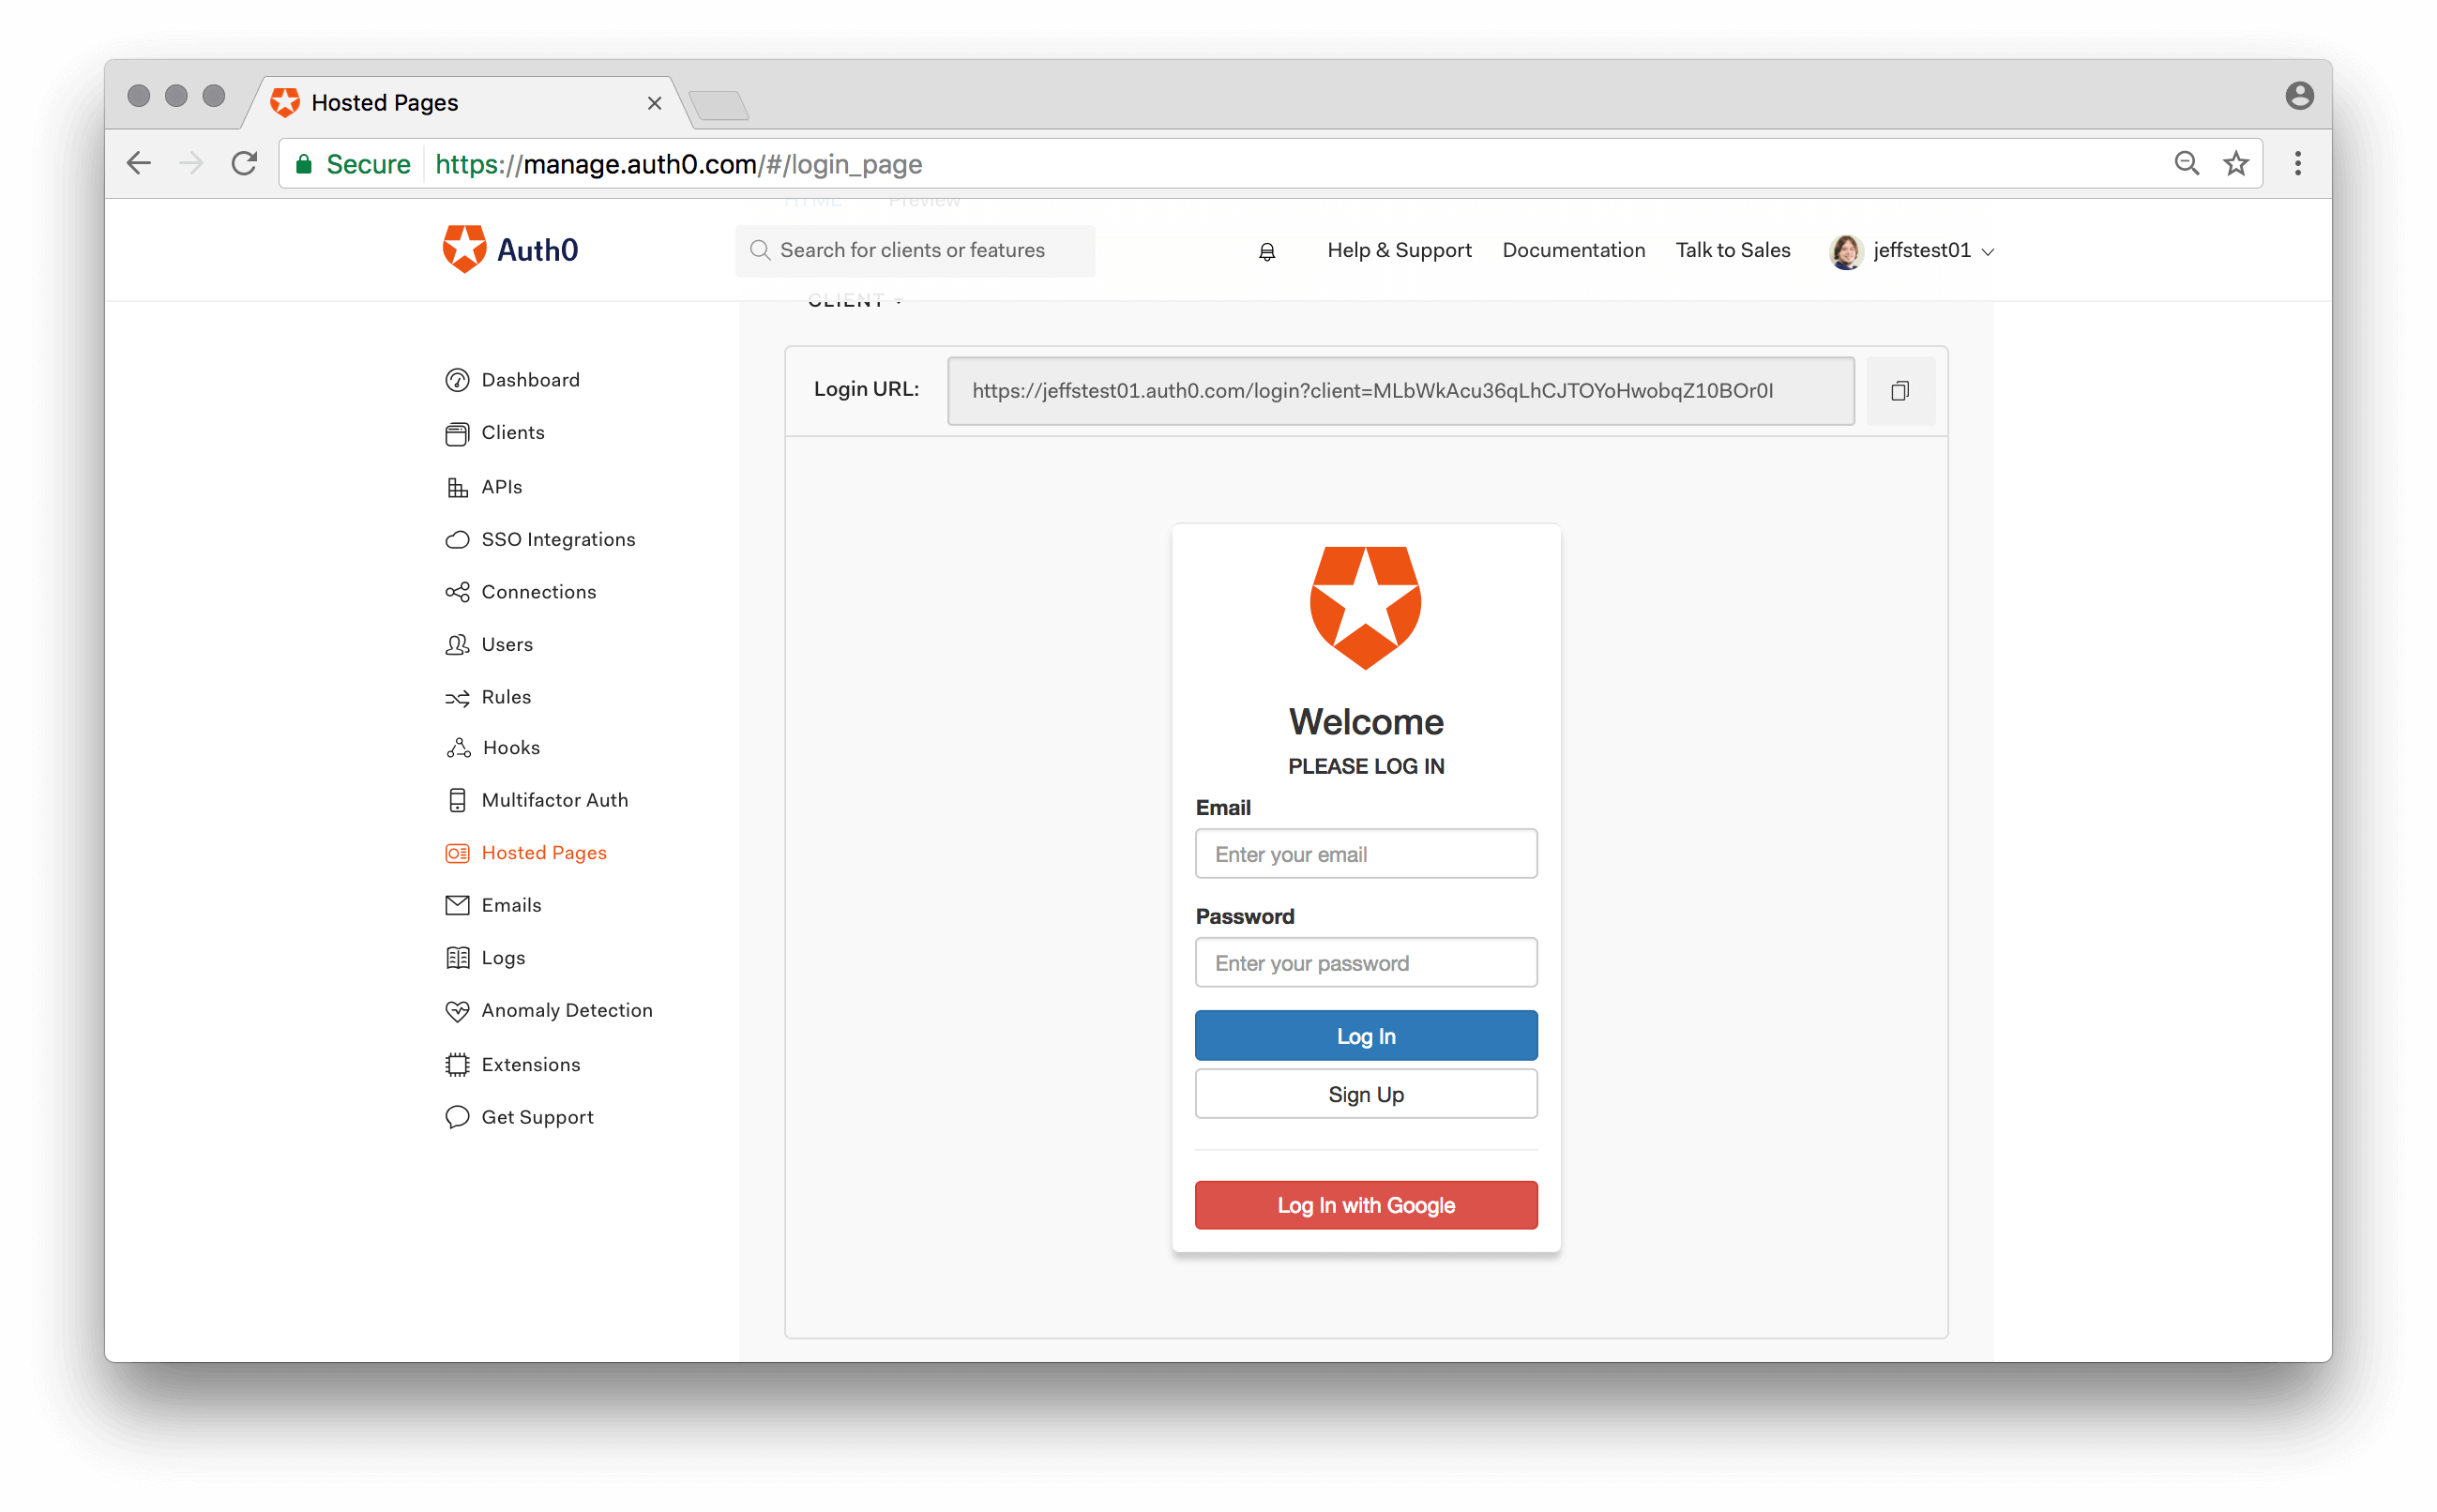 Hosted Pages
Secure https://manage.auth0.com/#/login_page
HTML Preview
Auth0 Search for clients or features Help & Support Documentation Talk to Sales jeffstest01
CLIENT
Dashboard
Clients
APIs
SSO Integrations
Connections
Users
Rules
Hooks
Multifactor Auth
Hosted Pages
Emails
Logs
Anomaly Detection
Extensions
Get Support
Login URL: https://jeffstest01.auth0.com/login?client=MLbWkAcu36qLhCJTOYoHwobqZ10BOr0I
Welcome
PLEASE LOG IN
Email
Enter your email
Password
Enter your password
Log In
Sign Up
Log In with Google